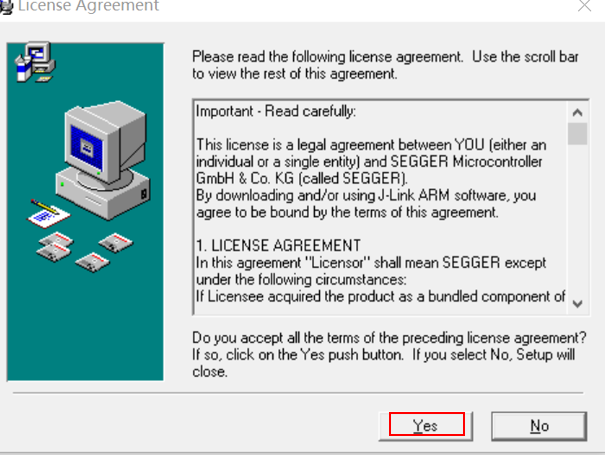 License Agreement
Please read the following license agreement. Use the scroll bar
to view the rest of this agreement.
Important - Read carefully:
This license is a legal agreement between YOU (either an
individual or a single entity) and SEGGER Microcontroller
GmbH & Co. KG (called SEGGER).
By downloading and/or using J-Link ARM software, you
agree to be bound by the terms of this agreement.
1. LICENSE AGREEMENT
In this agreement "Licensor" shall mean SEGGER except
under the following circumstances:
If Licensee acquired the product as a bundled component of
Do you accept all the terms of the preceding license agreement?
If so, click on the Yes push button. If you select No, Setup will
close.
Yes
No